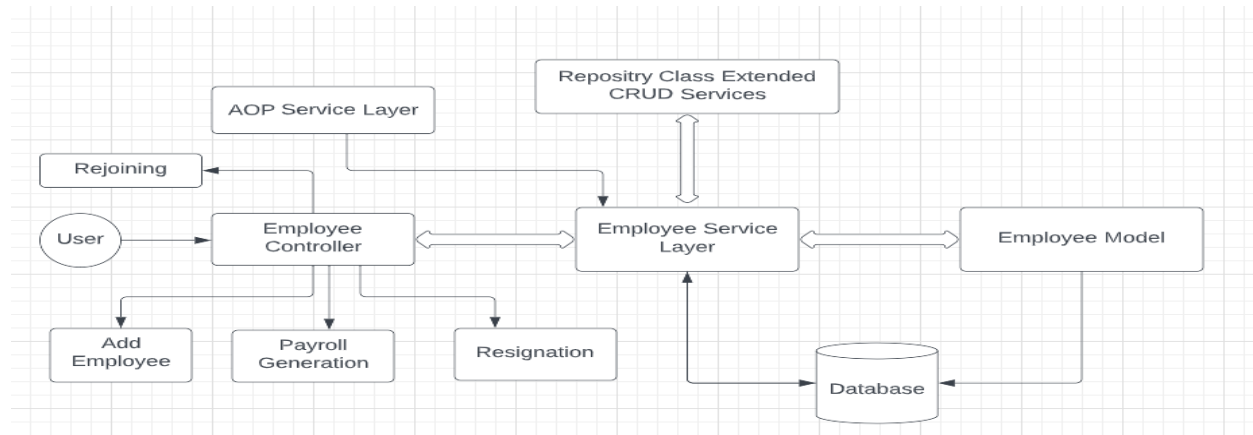 Repositry Class Extended
CRUD Services
AOP Service Layer
Rejoining
User
Employee
Controller
Employee Service
Layer
Employee Model
Add
Employee
Payroll
Generation
Resignation
Database